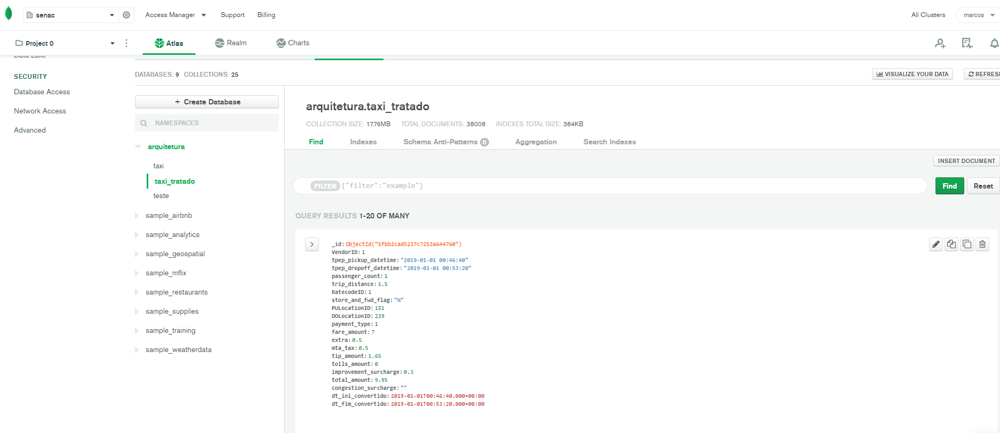 senac
Access Manager
Support
Billing
All Clusters
marcos
Project 0
Atlas
Realm
Charts
Data Lake
SECURITY
Database Access
Network Access
Advanced
DATABASES: 9 COLLECTIONS: 25
VISUALIZE YOUR DATA
REFRES
+ Create Database
NAMESPACES
arquitetura
taxi
taxi_tratado
teste
sample_airbnb
sample_analytics
sample_geospatial
sample_mflix
sample_restaurants
sample_supplies
sample_training
sample_weatherdata
arquitetura.taxi_tratado
COLLECTION SIZE: 17.76MB TOTAL DOCUMENTS: 38008 INDEXES TOTAL SIZE: 384KB
Find
Indexes
Schema Anti-Patterns 0
Aggregation
Search Indexes
INSERT DOCUMENT
FILTER {"filter":"example"}
Find
Reset
QUERY RESULTS 1-20 OF MANY
_id: ObjectId("5fbb2cad5237c7253a644760")
VendorID: 1
tpep_pickup_datetime: "2019-01-01 00:46:40"
tpep_dropoff_datetime: "2019-01-01 00:53:20"
passenger_count: 1
trip_distance: 1.5
RatecodeID: 1
store_and_fwd_flag: "N"
PULocationID: 151
DOLocationID: 239
payment_type: 1
fare_amount: 7
extra: 0.5
mta_tax: 0.5
tip_amount: 1.65
tolls_amount: 0
improvement_surcharge: 0.3
total_amount: 9.95
congestion_surcharge: ""
dt_ini_convertido: 2019-01-01T00:46:40.000+00:00
dt_fim_convertido: 2019-01-01T00:53:20.000+00:00